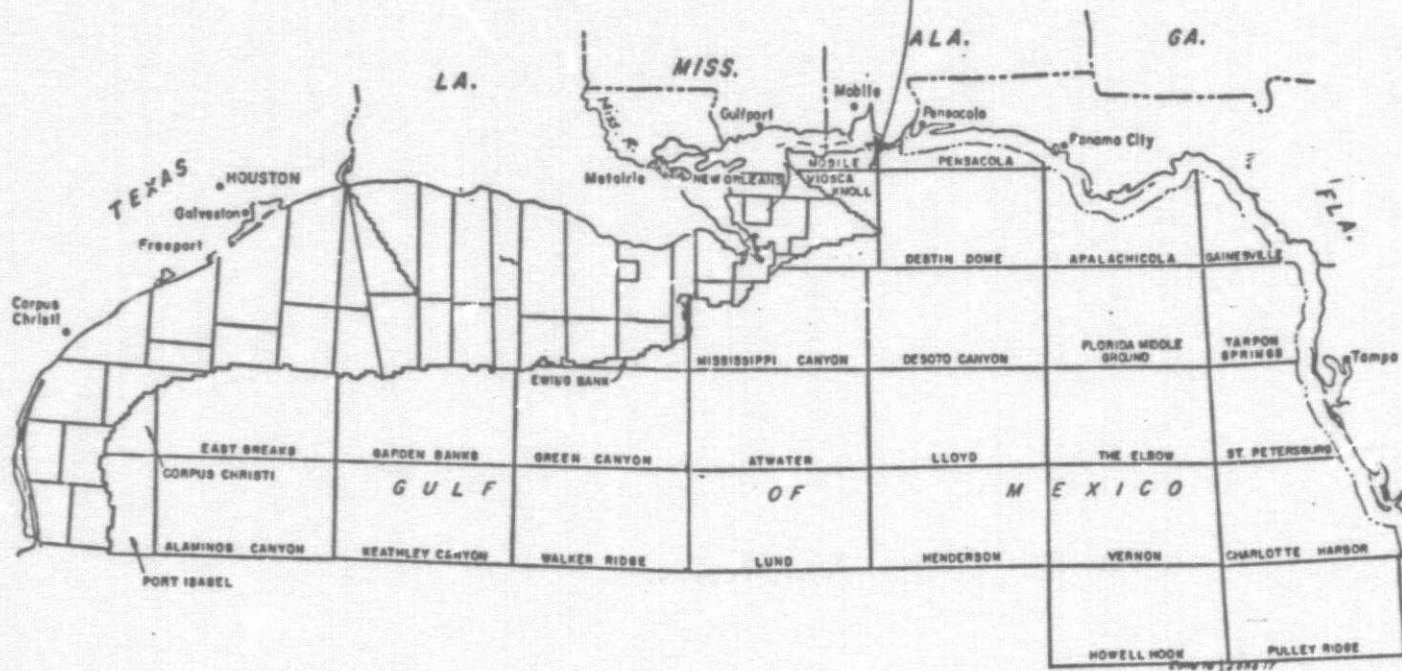 LA.
MISS.
ALA.
GA.
TEXAS
FLA.
Miss. R.
Gulfport
Mobile
Pensacola
Panama City
HOUSTON
Galveston
Freeport
Metairie
NEW ORLEANS
MOBILE
VIOSCA
KNOLL
PENSACOLA
Corpus
Christi
DESTIN DOME
APALACHICOLA
GAINESVILLE
MISSISSIPPI CANYON
DESOTO CANYON
FLORIDA MIDDLE
GROUND
TARPON
SPRINGS
Tampa
EWING BANK
EAST BREAKS
GARDEN BANKS
GREEN CANYON
ATWATER
LLOYD
THE ELBOW
ST. PETERSBURG
CORPUS CHRISTI
GULF OF MEXICO
ALAMINOS CANYON
KEATHLEY CANYON
WALKER RIDGE
LUND
HENDERSON
VERNON
CHARLOTTE HARBOR
PORT ISABEL
HOWELL HOOK
PULLEY RIDGE